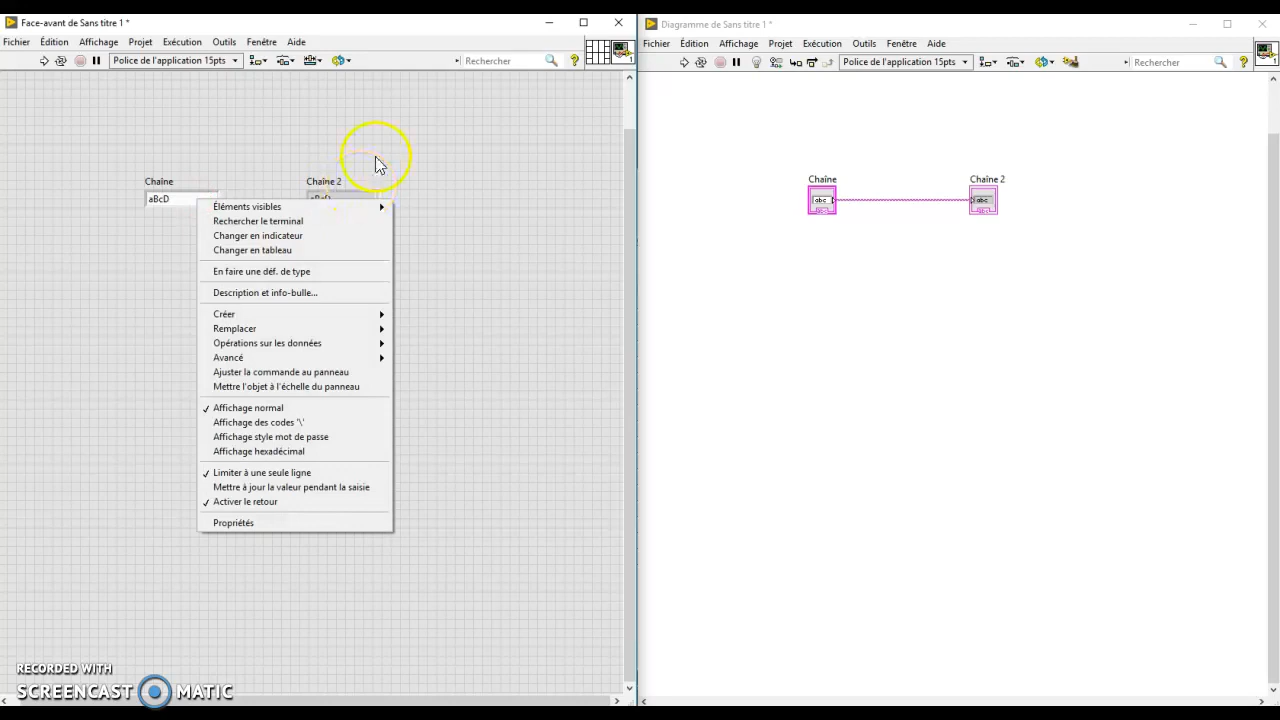 Face-avant de Sans titre 1 *
Fichier Édition Affichage Projet Exécution Outils Fenêtre Aide
Police de l'application 15pts
Rechercher
Chaîne
Chaîne 2
aBcD
Éléments visibles
Rechercher le terminal
Changer en indicateur
Changer en tableau
En faire une déf. de type
Description et info-bulle...
Créer
Remplacer
Opérations sur les données
Avancé
Ajuster la commande au panneau
Mettre l'objet à l'échelle du panneau
Affichage normal
Affichage des codes '\'
Affichage style mot de passe
Affichage hexadécimal
Limiter à une seule ligne
Mettre à jour la valeur pendant la saisie
Activer le retour
Propriétés
RECORDED WITH
SCREENCAST MATIC
Diagramme de Sans titre 1 *
Fichier Édition Affichage Projet Exécution Outils Fenêtre Aide
Police de l'application 15pts
Rechercher
Chaîne
abc
abc
Chaîne 2
abc
abc